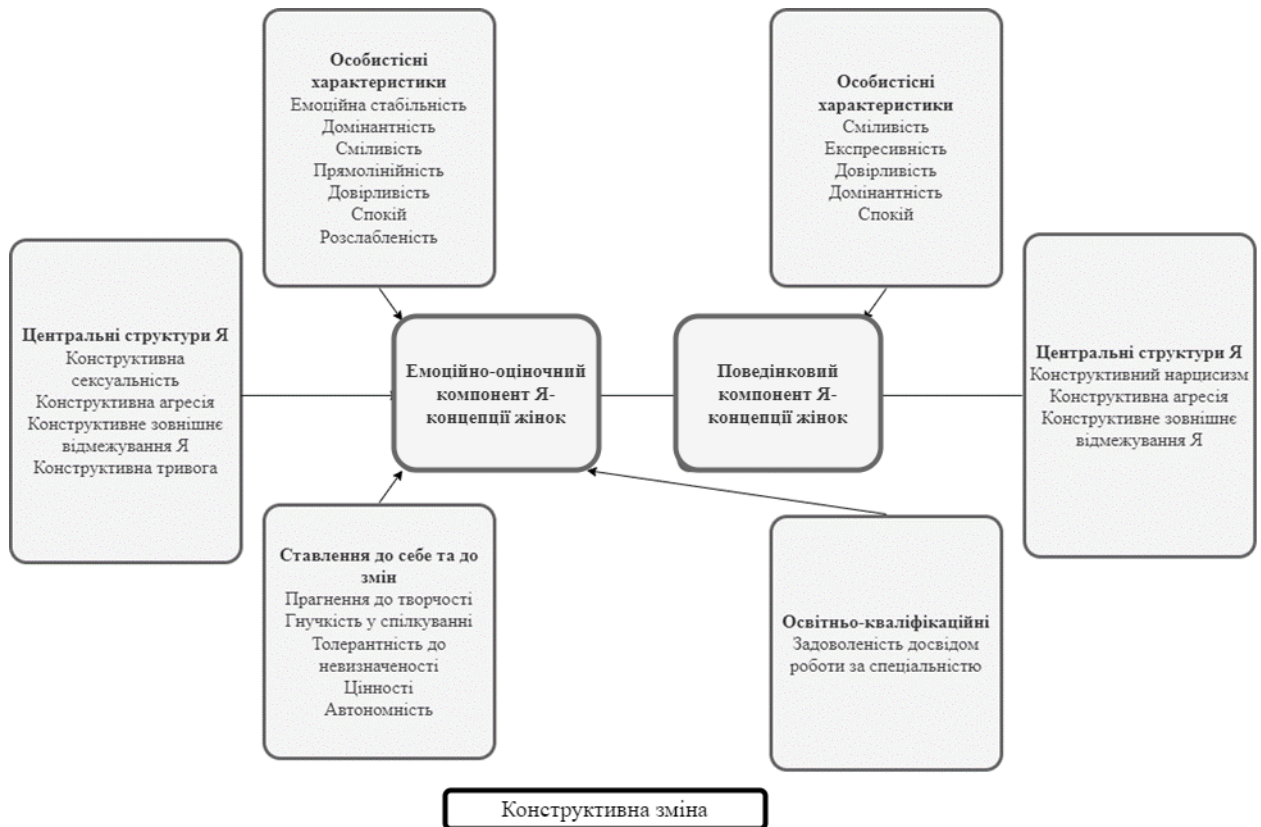 Особистісні
характеристики
Емоційна стабільність
Домінантність
Сміливість
Прямолінійність
Довірливість
Спокій
Розслабленість
Особистісні
характеристики
Сміливість
Експресивність
Довірливість
Домінантність
Спокій
Центральні структури Я
Конструктивна
сексуальність
Конструктивна агресія
Конструктивне зовнішнє
відмежування Я
Конструктивна тривога
Емоційно-оціночний
компонент Я-
концепції жінок
Поведінковий
компонент Я-
концепції жінок
Центральні структури Я
Конструктивний нарцисизм
Конструктивна агресія
Конструктивне зовнішнє
відмежування Я
Ставлення до себе та до
змін
Прагнення до творчості
Гнучкість у спілкуванні
Толерантність до
невизначеності
Цінності
Автономність
Освітньо-кваліфікаційні
Задоволеність досвідом
роботи за спеціальністю
Конструктивна зміна